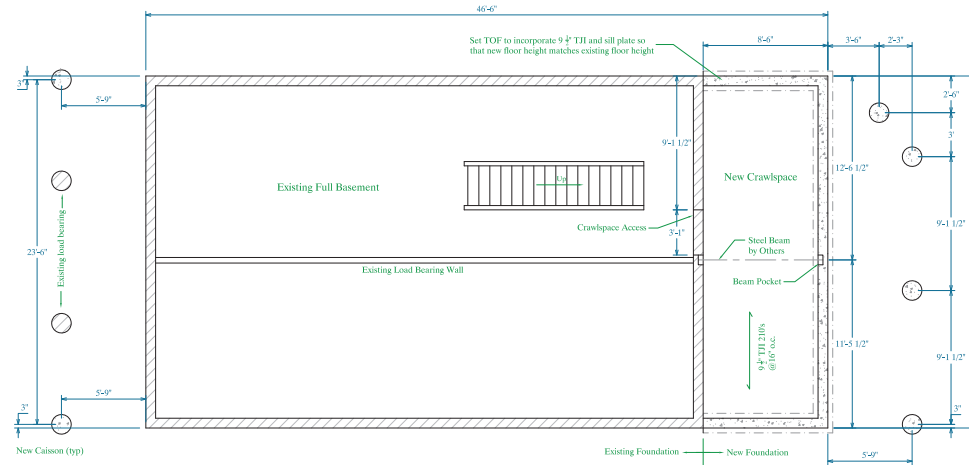 46'-6"
Set TOF to incorporate 9 1/2" TJI and sill plate so
that new floor height matches existing floor height
8'-6"
3'-6"
2'-3"
3"
5'-9"
2'-6"
3'
9'-1 1/2"
12'-6 1/2"
Existing Full Basement
Up
New Crawlspace
Crawlspace Access
3'-1"
9'-1 1/2"
23'-6"
Existing load bearing
Steel Beam
by Others
Existing Load Bearing Wall
Beam Pocket
9 1/2" TJI 210's
@16" o.c.
11'-5 1/2"
9'-1 1/2"
5'-9"
3"
3"
New Caisson (typ)
Existing Foundation
New Foundation
5'-9"